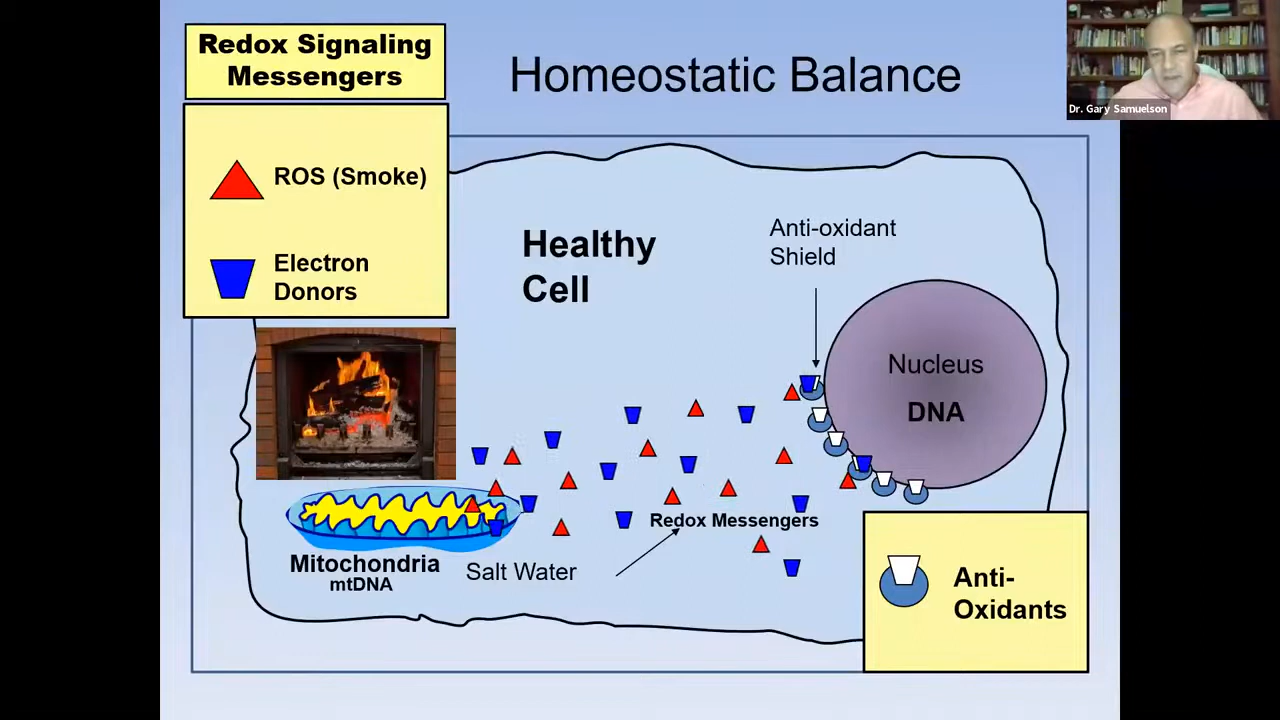 Redox Signaling
Messengers
Homeostatic Balance
Dr. Gary Samuelson
ROS (Smoke)
Electron
Donors
Healthy
Cell
Anti-oxidant
Shield
Nucleus
DNA
Redox Messengers
Mitochondria
mtDNA
Salt Water
Anti-
Oxidants